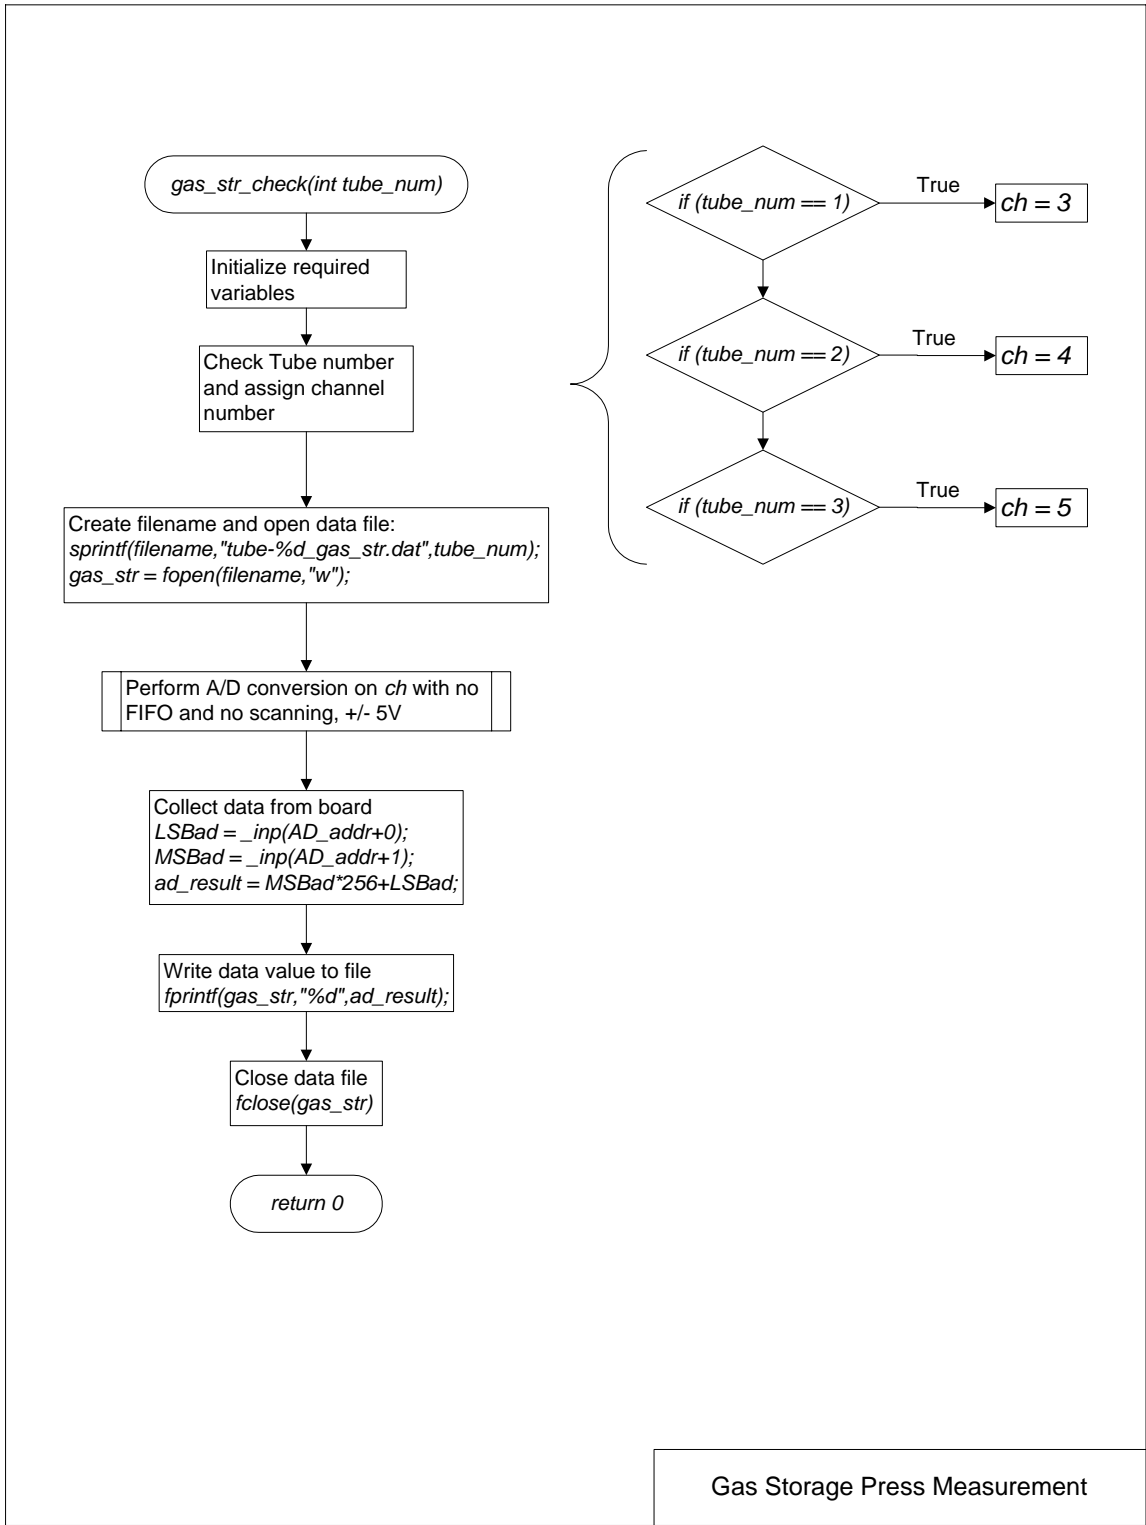 gas_str_check(int tube_num)
Initialize required
variables
Check Tube number
and assign channel
number
Create filename and open data file:
sprintf(filename,"tube-%d_gas_str.dat",tube_num);
gas_str = fopen(filename,"w");
Perform A/D conversion on ch with no
FIFO and no scanning, +/- 5V
Collect data from board
LSBad = _inp(AD_addr+0);
MSBad = _inp(AD_addr+1);
ad_result = MSBad*256+LSBad;
Write data value to file
fprintf(gas_str,"%d",ad_result);
Close data file
fclose(gas_str)
return 0
if (tube_num == 1)
True
ch = 3
if (tube_num == 2)
True
ch = 4
if (tube_num == 3)
True
ch = 5
Gas Storage Press Measurement